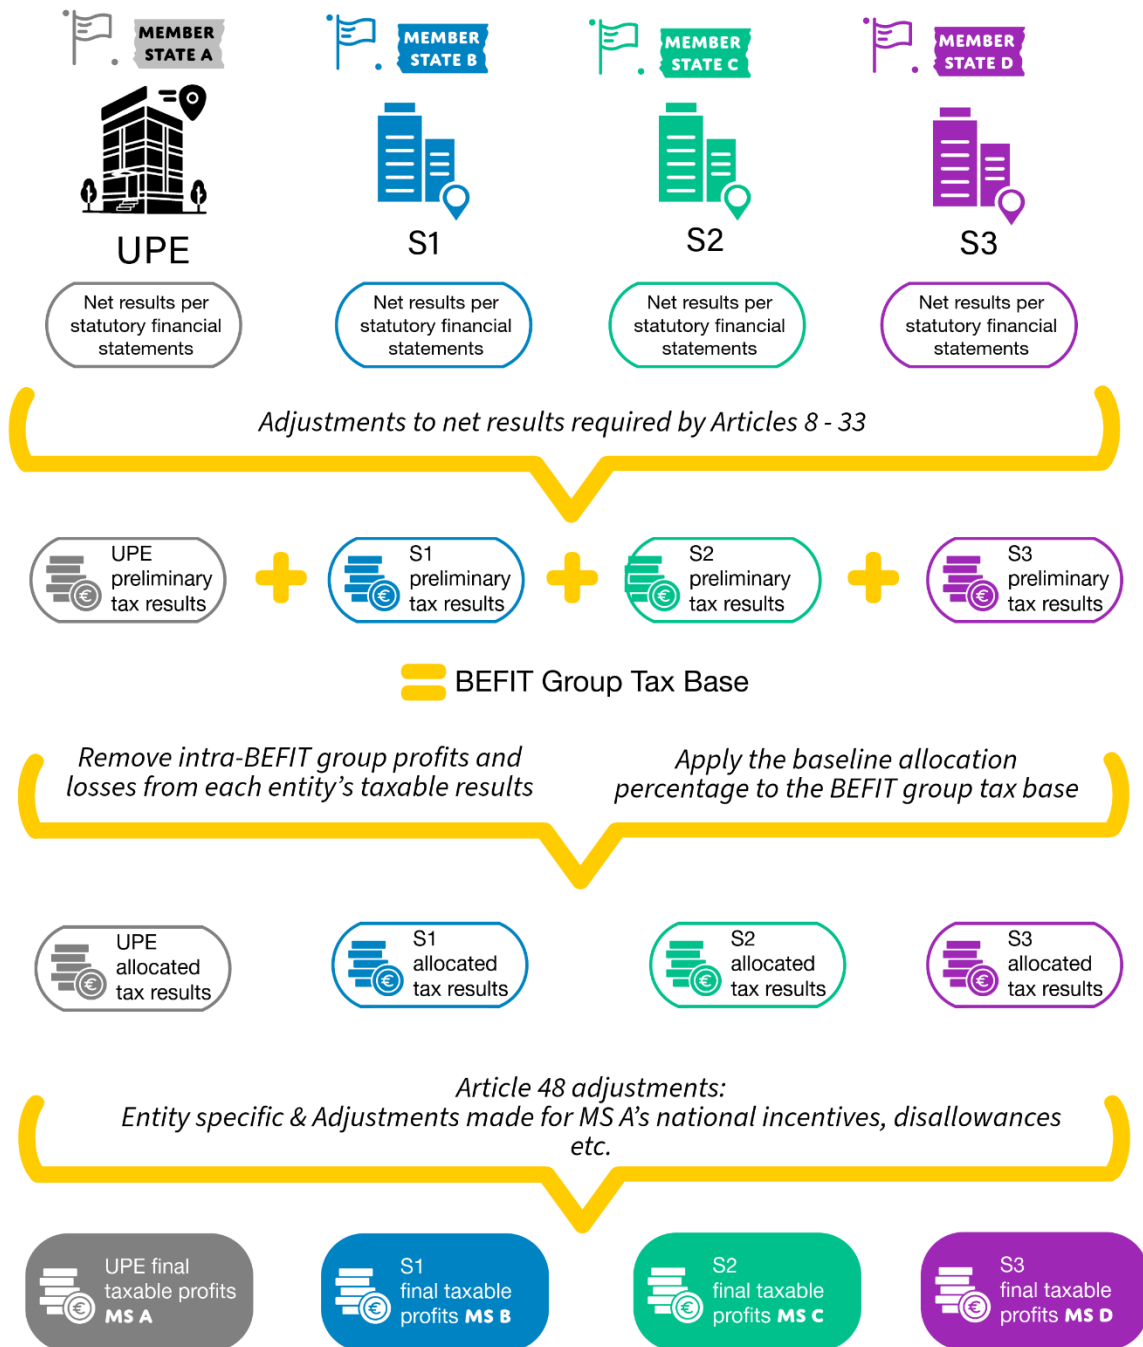 MEMBER
STATE A
MEMBER
STATE B
MEMBER
STATE C
MEMBER
STATE D
UPE
S1
S2
S3
Net results per
statutory financial
statements
Net results per
statutory financial
statements
Net results per
statutory financial
statements
Net results per
statutory financial
statements
Adjustments to net results required by Articles 8 - 33
UPE
preliminary
tax results
S1
preliminary
tax results
S2
preliminary
tax results
S3
preliminary
tax results
BEFIT Group Tax Base
Remove intra-BEFIT group profits and
losses from each entity's taxable results
Apply the baseline allocation
percentage to the BEFIT group tax base
UPE
allocated
tax results
S1
allocated
tax results
S2
allocated
tax results
S3
allocated
tax results
Article 48 adjustments:
Entity specific & Adjustments made for MS A's national incentives, disallowances
etc.
UPE final
taxable profits
MS A
S1
final taxable
profits MS B
S2
final taxable
profits MS C
S3
final taxable
profits MS D